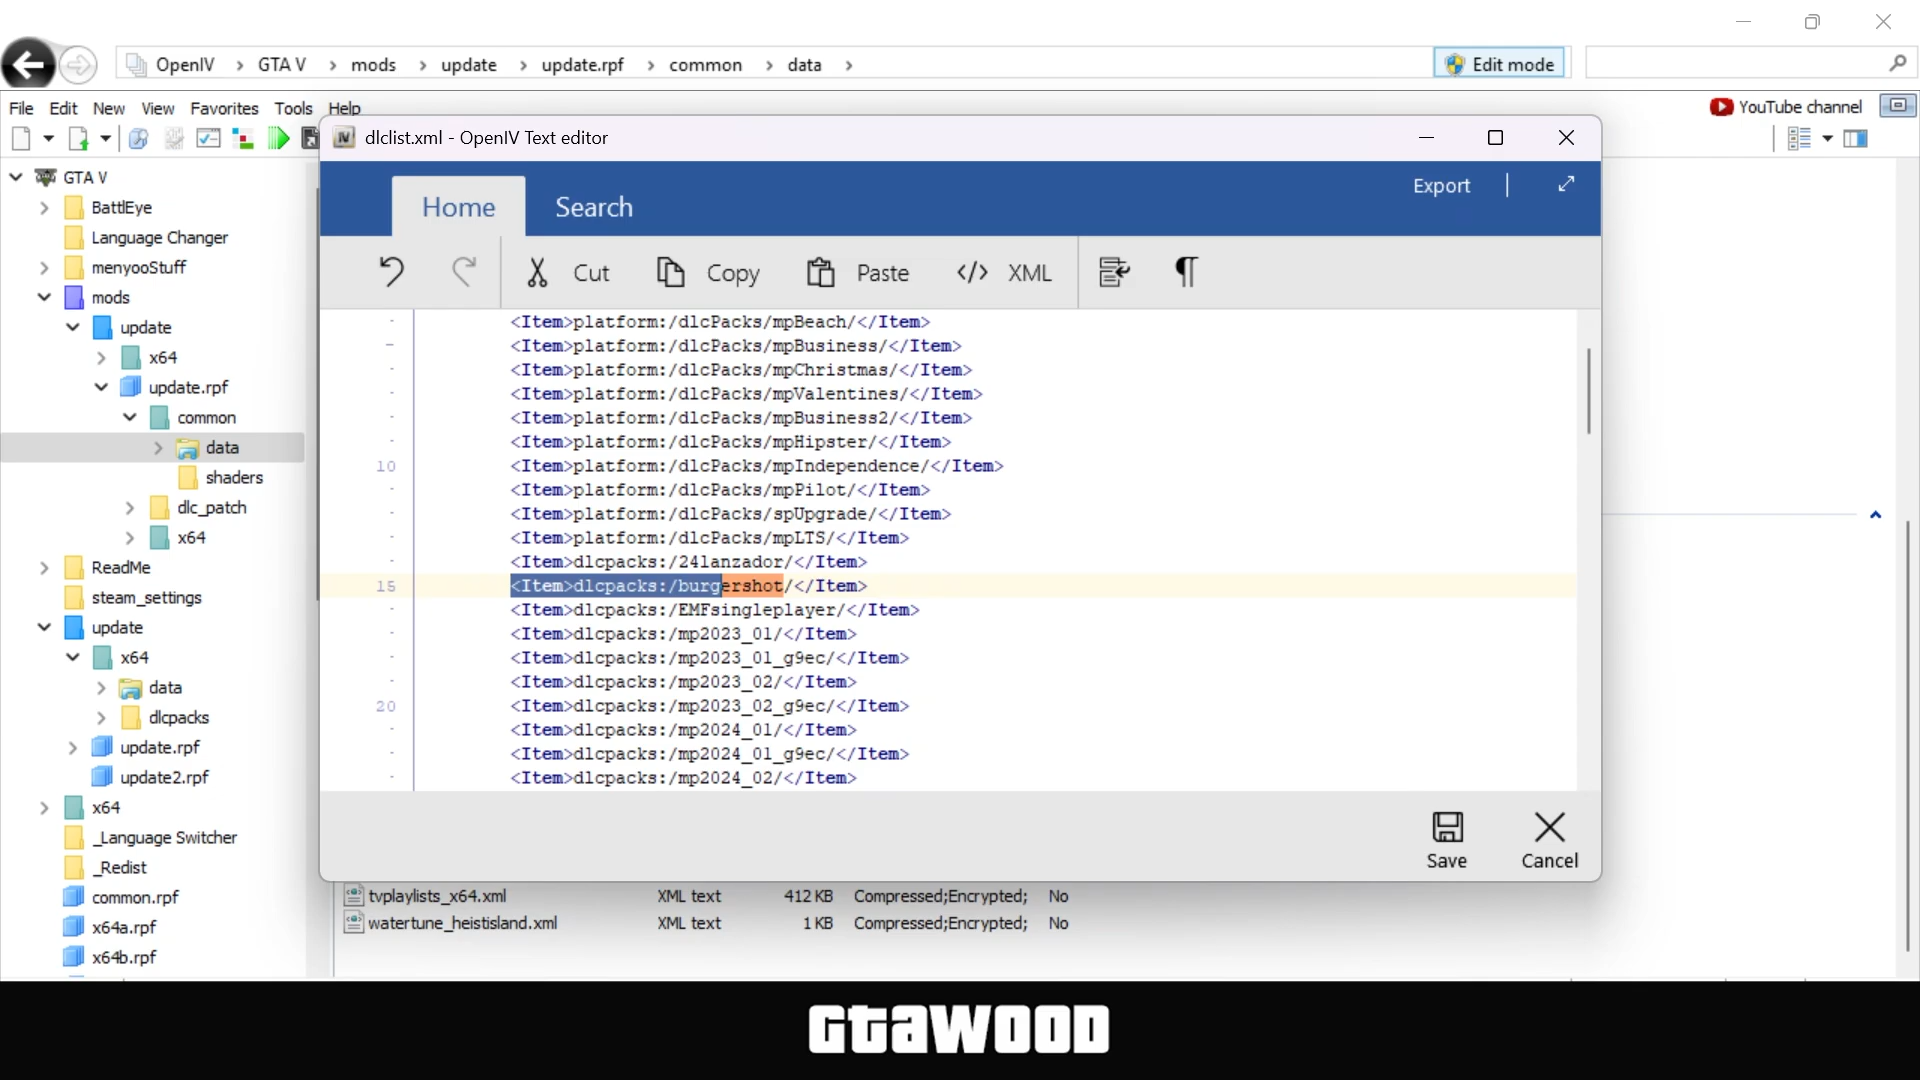 OpenIV > GTA V > mods > update > update.rpf > common > data >
Edit mode
File Edit New View Favorites Tools Help
YouTube channel
GTA V
BattlEye
Language Changer
menyooStuff
mods
update
x64
update.rpf
common
data
shaders
dlc_patch
x64
ReadMe
steam_settings
update
x64
data
dlcpacks
update.rpf
update2.rpf
x64
_Language Switcher
_Redist
common.rpf
x64a.rpf
x64b.rpf
IV dlclist.xml - OpenIV Text editor
Home Search Export
Cut Copy Paste </> XML
<Item>platform:/dlcPacks/mpBeach/</Item>
<Item>platform:/dlcPacks/mpBusiness/</Item>
<Item>platform:/dlcPacks/mpChristmas/</Item>
<Item>platform:/dlcPacks/mpValentines/</Item>
<Item>platform:/dlcPacks/mpBusiness2/</Item>
<Item>platform:/dlcPacks/mpHipster/</Item>
10 <Item>platform:/dlcPacks/mpIndependence/</Item>
<Item>platform:/dlcPacks/mpPilot/</Item>
<Item>platform:/dlcPacks/spUpgrade/</Item>
<Item>platform:/dlcPacks/mpLTS/</Item>
<Item>dlcpacks:/24lanzador/</Item>
15 <Item>dlcpacks:/burgershot/</Item>
<Item>dlcpacks:/EMFsingleplayer/</Item>
<Item>dlcpacks:/mp2023_01/</Item>
<Item>dlcpacks:/mp2023_01_g9ec/</Item>
<Item>dlcpacks:/mp2023_02/</Item>
20 <Item>dlcpacks:/mp2023_02_g9ec/</Item>
<Item>dlcpacks:/mp2024_01/</Item>
<Item>dlcpacks:/mp2024_01_g9ec/</Item>
<Item>dlcpacks:/mp2024_02/</Item>
Save Cancel
tvplaylists_x64.xml XML text 412 KB Compressed;Encrypted; No
watertune_heistisland.xml XML text 1 KB Compressed;Encrypted; No
GTAWOOD